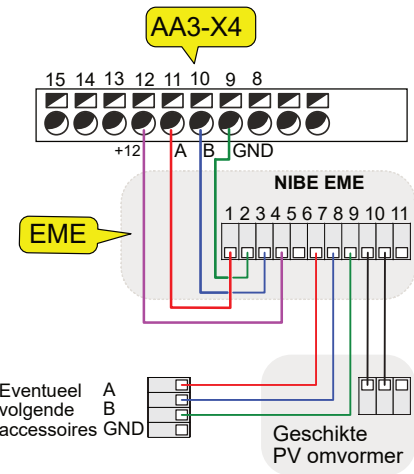 AA3-X4
15 14 13 12 11 10 9 8
+12 A B GND
NIBE EME
EME
1 2 3 4 5 6 7 8 9 10 10 11
Eventueel A
volgende B
accessoires GND
Geschikte
PV omvormer